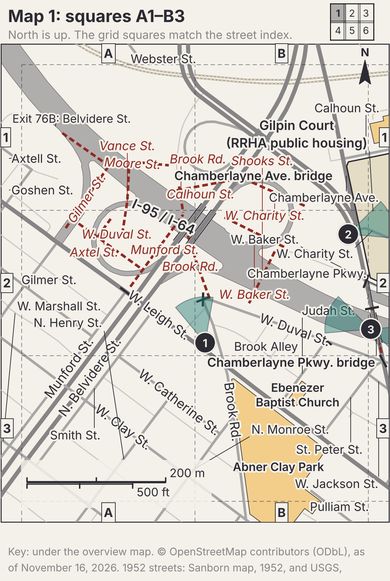 Map 1: squares A1–B3
North is up. The grid squares match the street index.
1 2 3
4 5 6
A
B
Webster St.
N
Calhoun St.
Exit 76B: Belvidere St.
Gilpin Court
(RRHA public housing)
1
1
Vance St.
Axtell St.
Moore St.
Brook Rd.
Shooks St.
Chamberlayne Ave. bridge
Goshen St.
Gilmer St.
Calhoun St.
Chamberlayne Ave.
I-95 / I-64
W. Charity St.
W. Duval St.
W. Baker St.
2
Axtel St.
Munford St.
W. Charity St.
Brook Rd.
Chamberlayne Pkwy.
Gilmer St.
2
2
W. Baker St.
W. Marshall St.
W. Leigh St.
Judah St.
N. Henry St.
W. Duval St.
3
1
Brook Alley
Chamberlayne Pkwy. bridge
Munford St.
N. Belvidere St.
W. Catherine St.
Brook Rd.
Ebenezer
Baptist Church
W. Clay St.
3
3
Smith St.
N. Monroe St.
St. Peter St.
Abner Clay Park
200 m
500 ft
W. Jackson St.
Pulliam St.
A
B
Key: under the overview map. © OpenStreetMap contributors (ODbL), as
of November 16, 2026. 1952 streets: Sanborn map, 1952, and USGS,